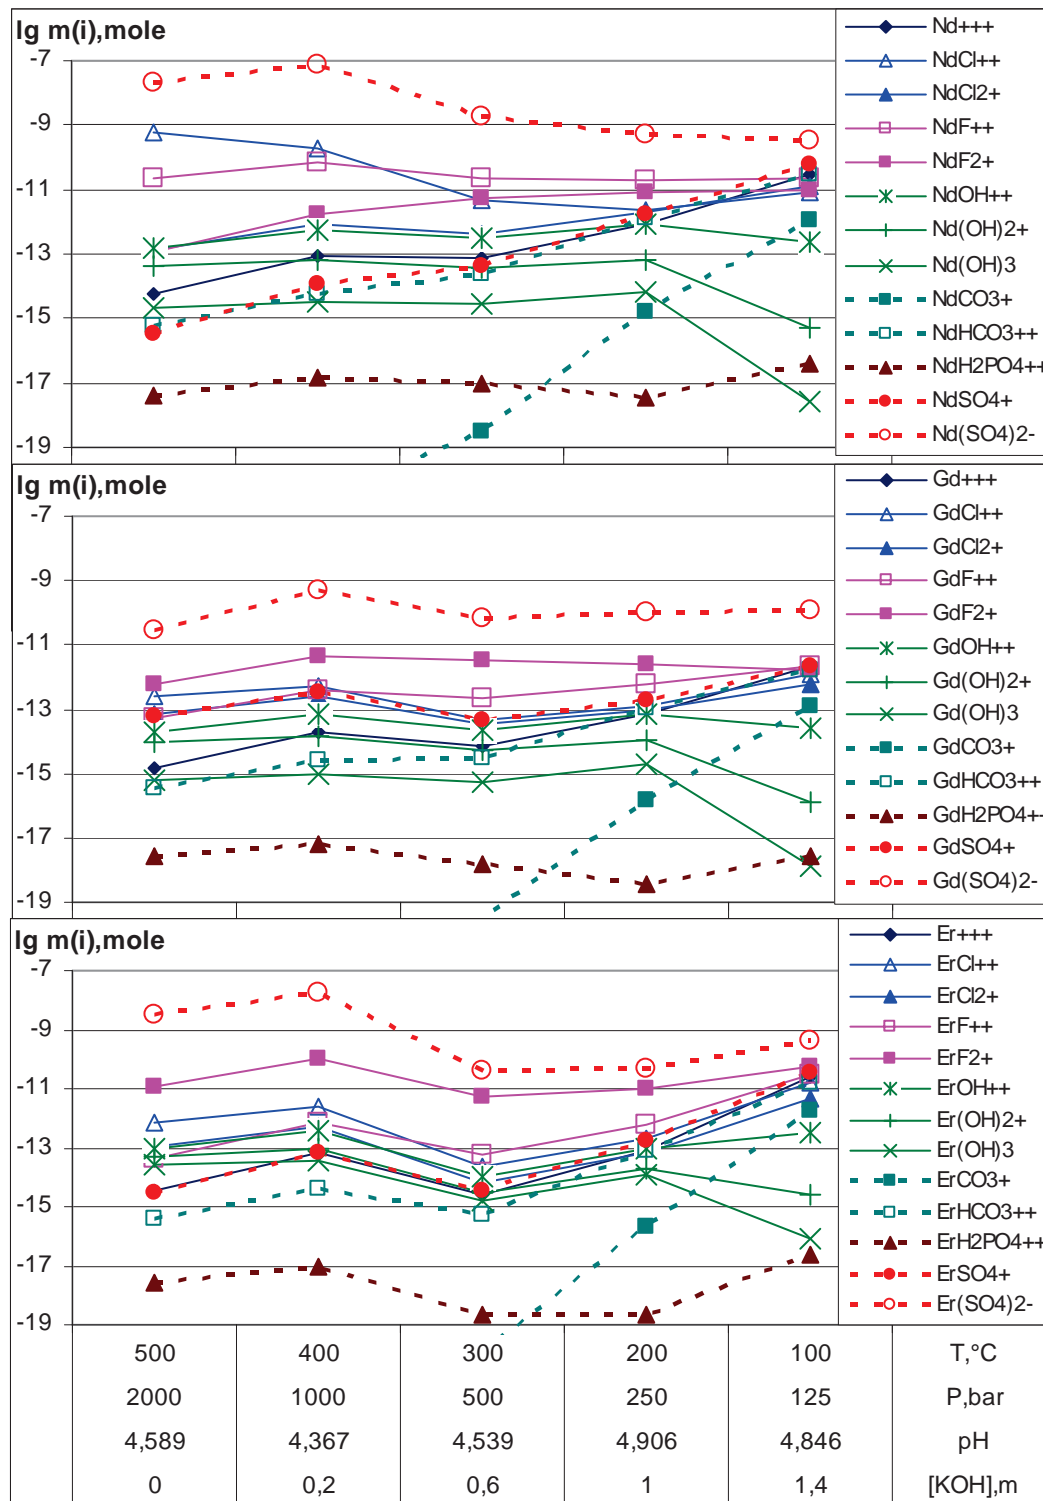 lg m(i),mole
-7
-9
-11
-13
-15
-17
-19
Nd+++
NdCl++
NdCl2+
NdF++
NdF2+
NdOH++
Nd(OH)2+
Nd(OH)3
NdCO3+
NdHCO3++
NdH2PO4++
NdSO4+
Nd(SO4)2-
lg m(i),mole
-7
-9
-11
-13
-15
-17
-19
Gd+++
GdCl++
GdCl2+
GdF++
GdF2+
GdOH++
Gd(OH)2+
Gd(OH)3
GdCO3+
GdHCO3++
GdH2PO4+-
GdSO4+
Gd(SO4)2-
lg m(i),mole
-7
-9
-11
-13
-15
-17
-19
Er+++
ErCl++
ErCl2+
ErF++
ErF2+
ErOH++
Er(OH)2+
Er(OH)3
ErCO3+
ErHCO3++
ErH2PO4++
ErSO4+
Er(SO4)2-
500 400 300 200 100 T,°C
2000 1000 500 250 125 P,bar
4,589 4,367 4,539 4,906 4,846 pH
0 0,2 0,6 1 1,4 [KOH],m